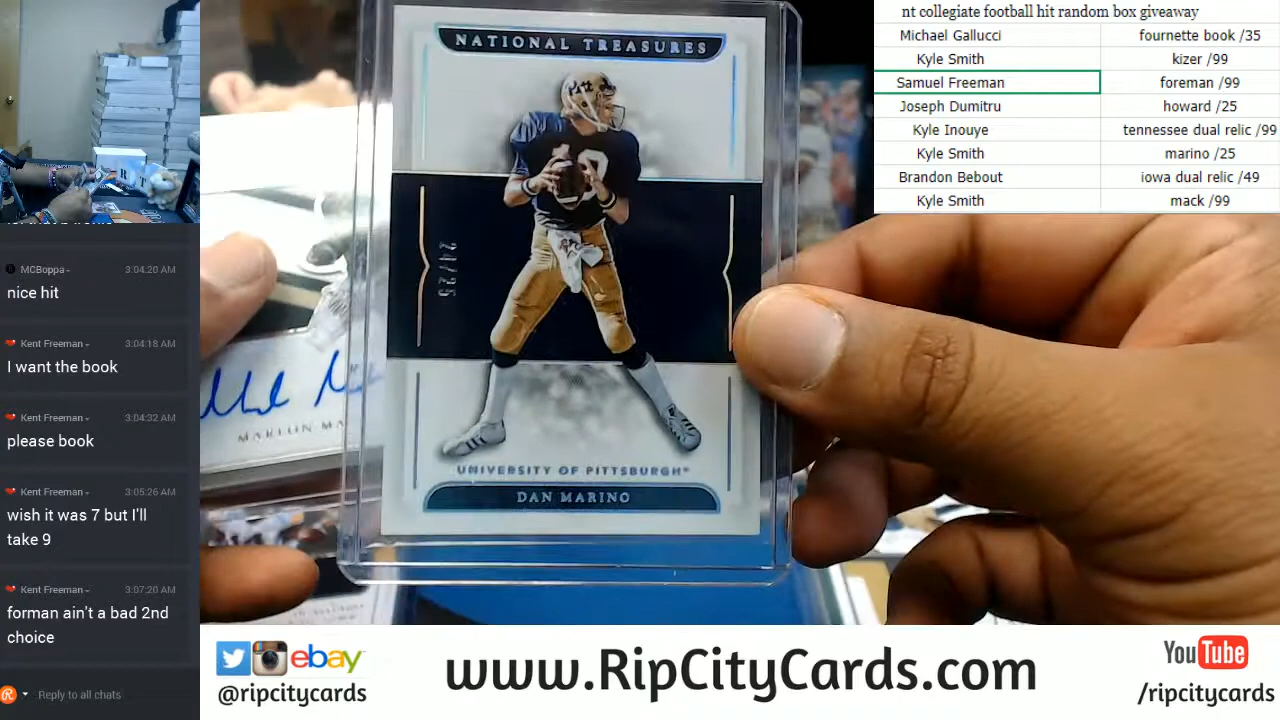 nt collegiate football hit random box giveaway
Michael Gallucci fournette book /35
Kyle Smith kizer /99
Samuel Freeman foreman /99
Joseph Dumitru howard /25
Kyle Inouye tennessee dual relic /99
Kyle Smith marino /25
Brandon Bebout iowa dual relic /49
Kyle Smith mack /99
MCBoppa 3:04:20 AM
nice hit
Kent Freeman 3:04:18 AM
I want the book
Kent Freeman 3:04:32 AM
please book
Kent Freeman 3:05:26 AM
wish it was 7 but I'll
take 9
Kent Freeman 3:07:20 AM
forman ain't a bad 2nd
choice
Reply to all chats
NATIONAL TREASURES
Pitt
UNIVERSITY OF PITTSBURGH
DAN MARINO
MARLON MA
ebay
@ripcitycards
www.RipCityCards.com
YouTube
/ripcitycards